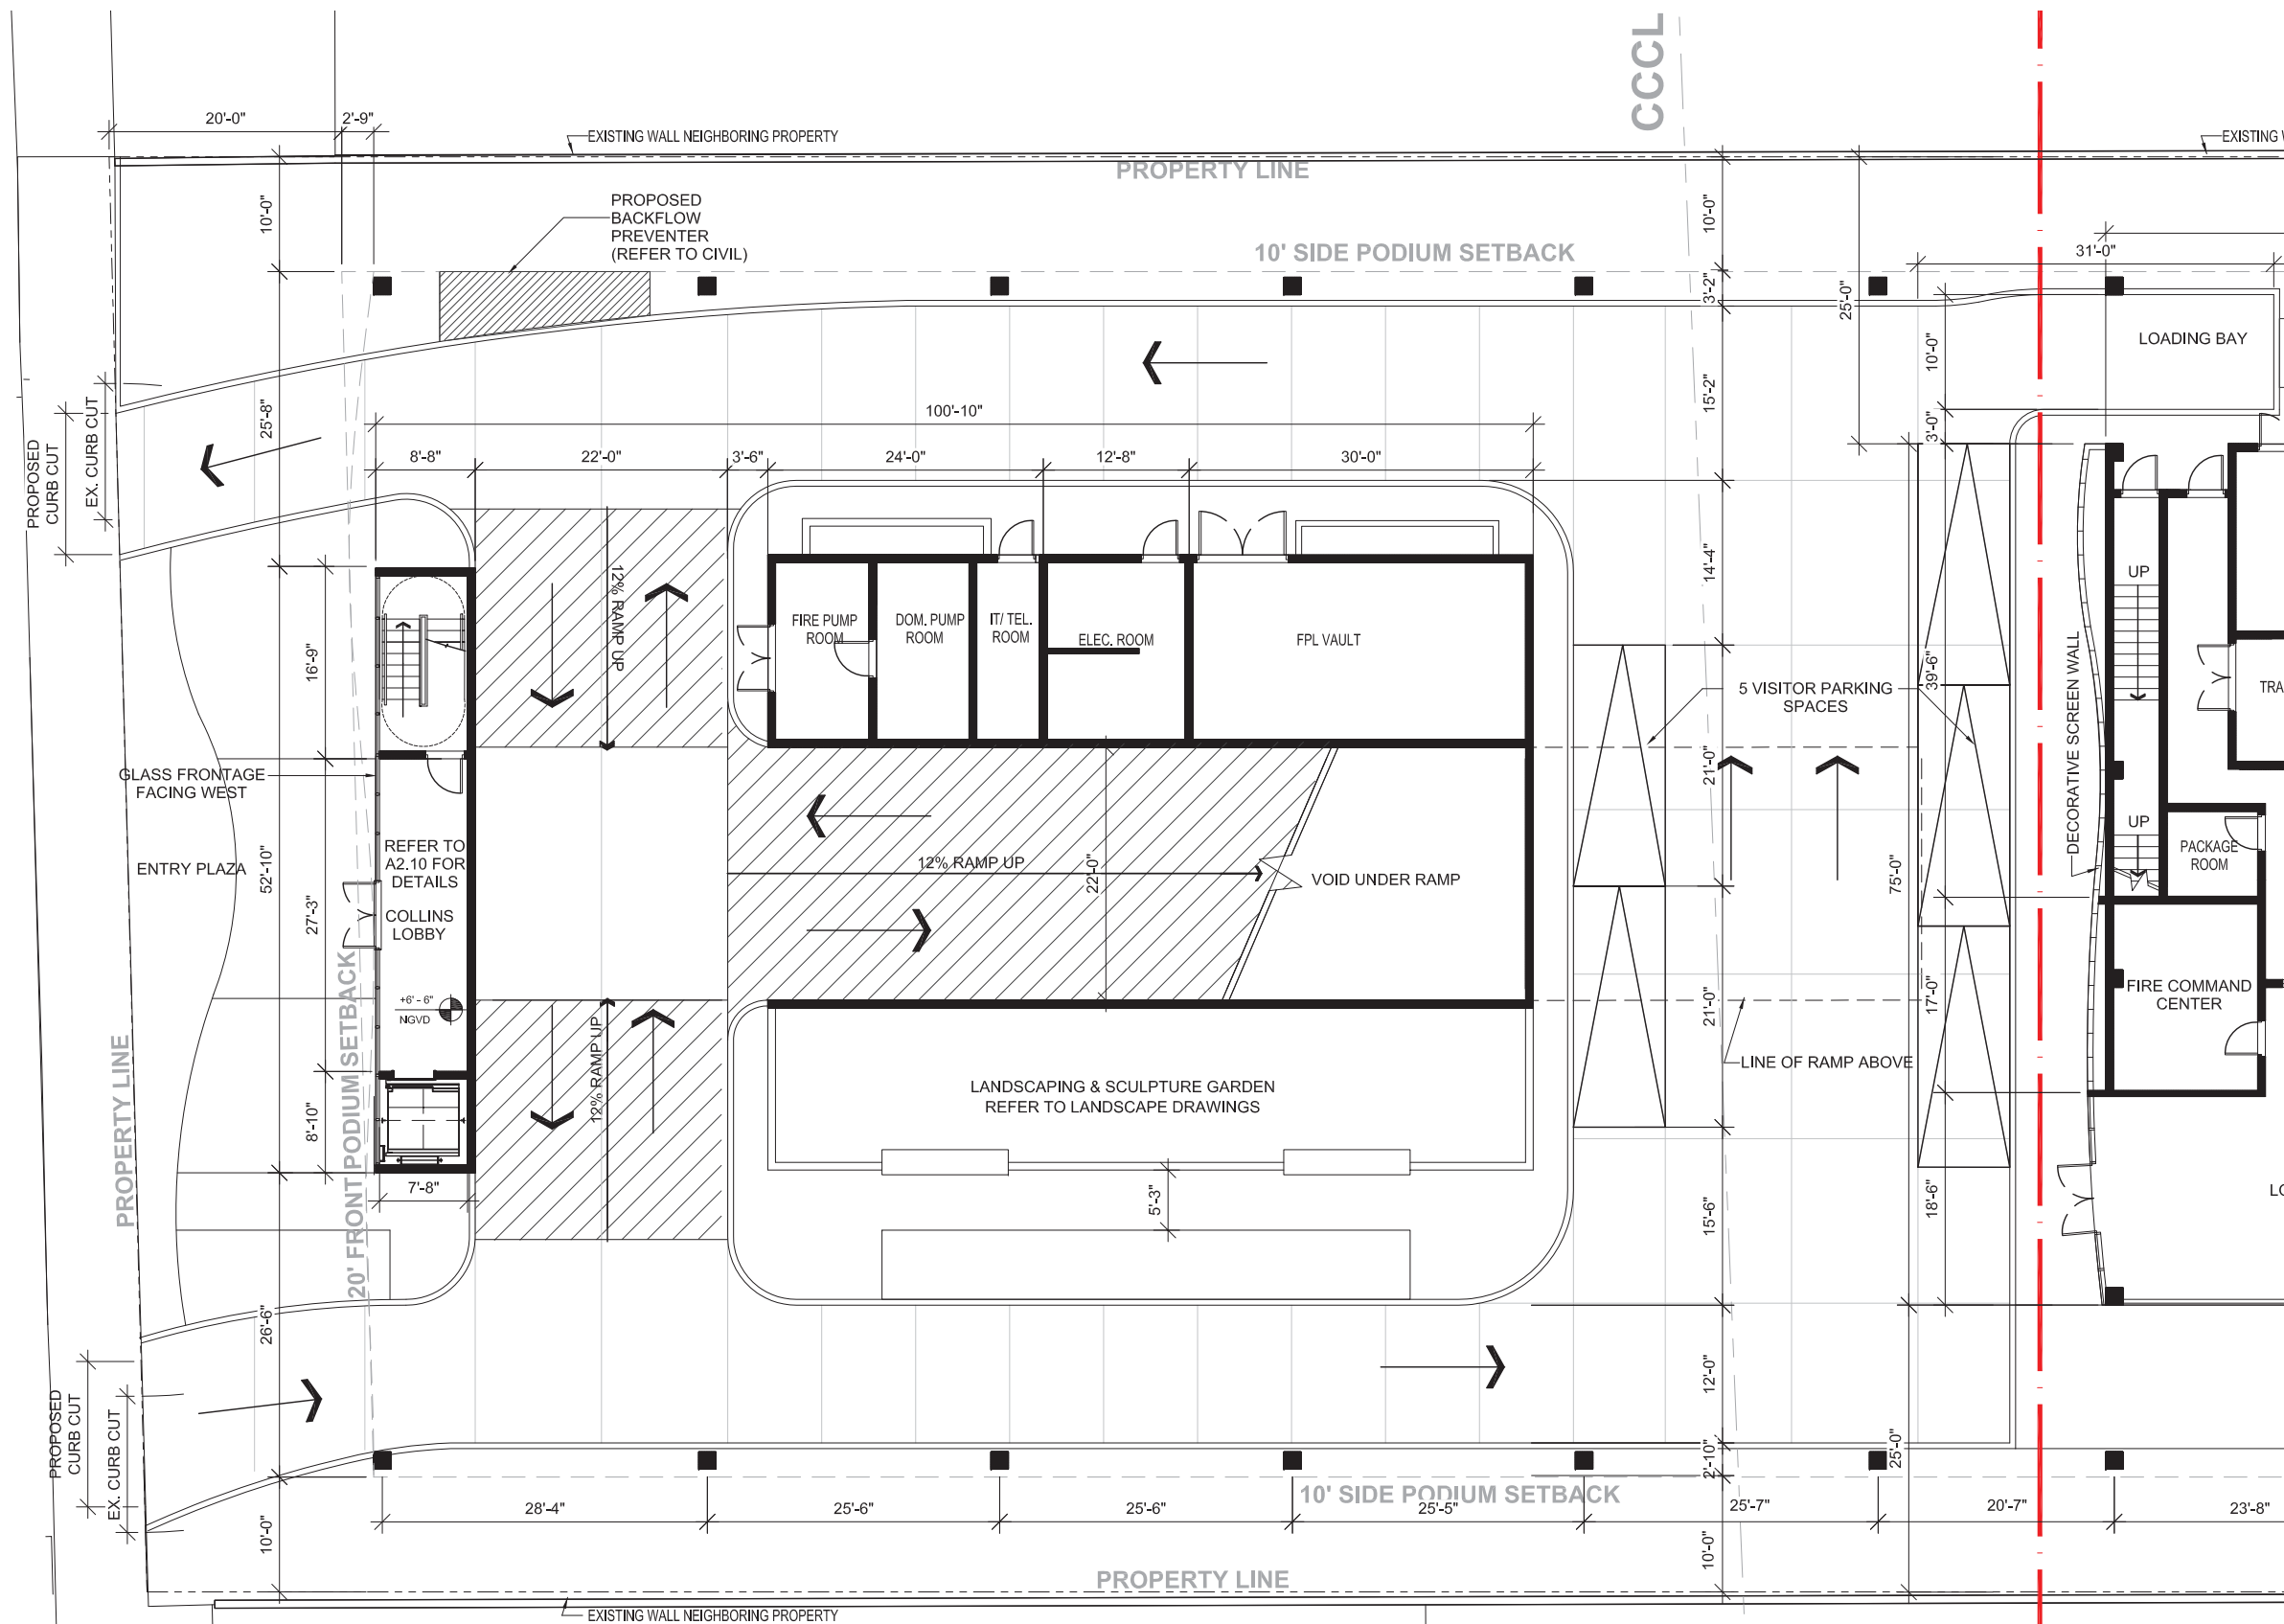 CCCL
20'-0"
2'-9"
EXISTING WALL NEIGHBORING PROPERTY
EXISTING
PROPERTY LINE
10'-0"
PROPOSED
BACKFLOW
PREVENTER
(REFER TO CIVIL)
10' SIDE PODIUM SETBACK
10'-0"
3'-2"
25'-0"
31'-0"
LOADING BAY
10'-0"
3'-0"
15'-2"
25'-8"
PROPOSED
CURB CUT
EX. CURB CUT
100'-10"
8'-8"
22'-0"
3'-6"
24'-0"
12'-8"
30'-0"
14'-4"
12% RAMP UP
FIRE PUMP
ROOM
DOM. PUMP
ROOM
IT/ TEL.
ROOM
ELEC. ROOM
FPL VAULT
UP
16'-9"
5 VISITOR PARKING
SPACES
39'-6"
DECORATIVE SCREEN WALL
TRA
GLASS FRONTAGE
FACING WEST
21'-0"
REFER TO
A2.10 FOR
DETAILS
ENTRY PLAZA
52'-10"
12% RAMP UP
22'-0"
VOID UNDER RAMP
75'-0"
UP
PACKAGE
ROOM
27'-3"
COLLINS
LOBBY
+6' - 6"
NGVD
20' FRONT PODIUM SETBACK
PROPERTY LINE
12% RAMP UP
21'-0"
17'-0"
FIRE COMMAND
CENTER
LINE OF RAMP ABOVE
LANDSCAPING & SCULPTURE GARDEN
REFER TO LANDSCAPE DRAWINGS
8'-10"
7'-8"
5'-3"
15'-6"
18'-6"
LO
26'-6"
PROPOSED
CURB CUT
EX. CURB CUT
12'-0"
2'-10"
25'-0"
10' SIDE PODIUM SETBACK
28'-4"
25'-6"
25'-6"
25'-5"
25'-7"
20'-7"
23'-8"
10'-0"
10'-0"
PROPERTY LINE
EXISTING WALL NEIGHBORING PROPERTY